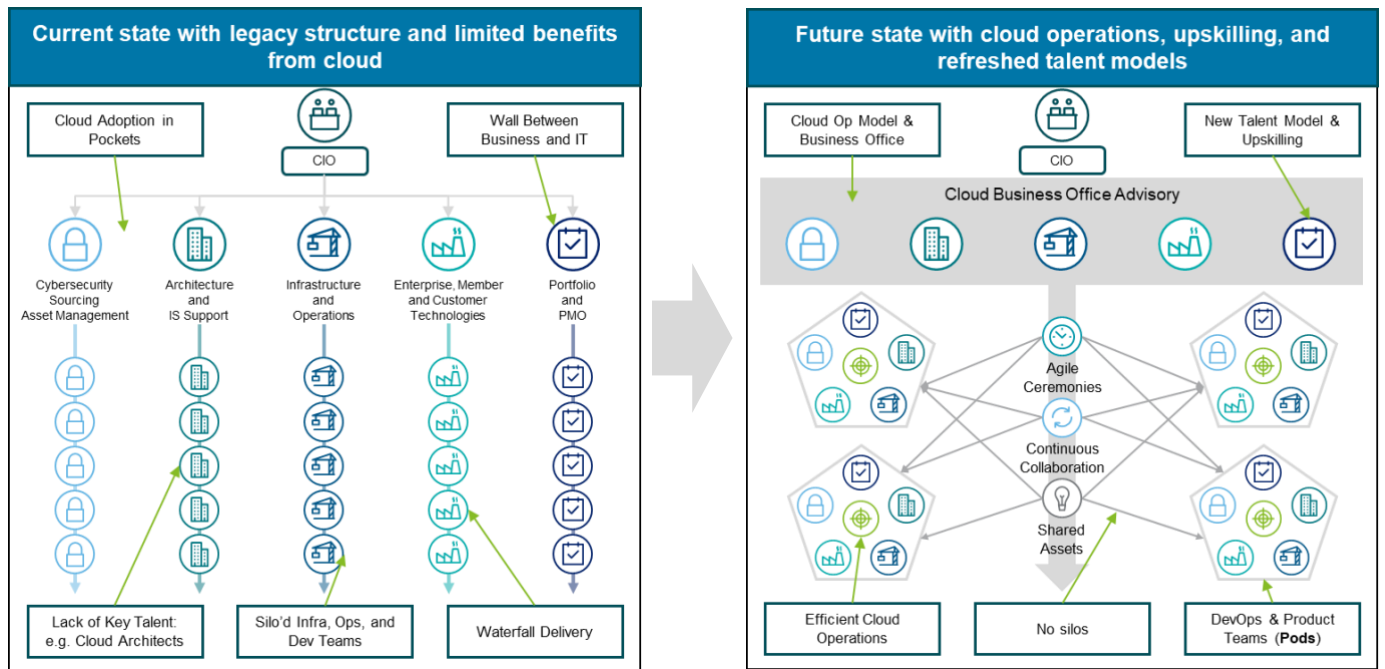 Current state with legacy structure and limited benefits
from cloud
Cloud Adoption in
Pockets
Wall Between
Business and IT
CIO
Cybersecurity
Sourcing
Asset Management
Architecture
and
IS Support
Infrastructure
and
Operations
Enterprise, Member
and Customer
Technologies
Portfolio
and
PMO
Lack of Key Talent:
e.g. Cloud Architects
Silo'd Infra, Ops, and
Dev Teams
Waterfall Delivery
Future state with cloud operations, upskilling, and
refreshed talent models
Cloud Op Model &
Business Office
New Talent Model &
Upskilling
CIO
Cloud Business Office Advisory
Agile
Ceremonies
Continuous
Collaboration
Shared
Assets
Efficient Cloud
Operations
No silos
DevOps & Product
Teams (Pods)